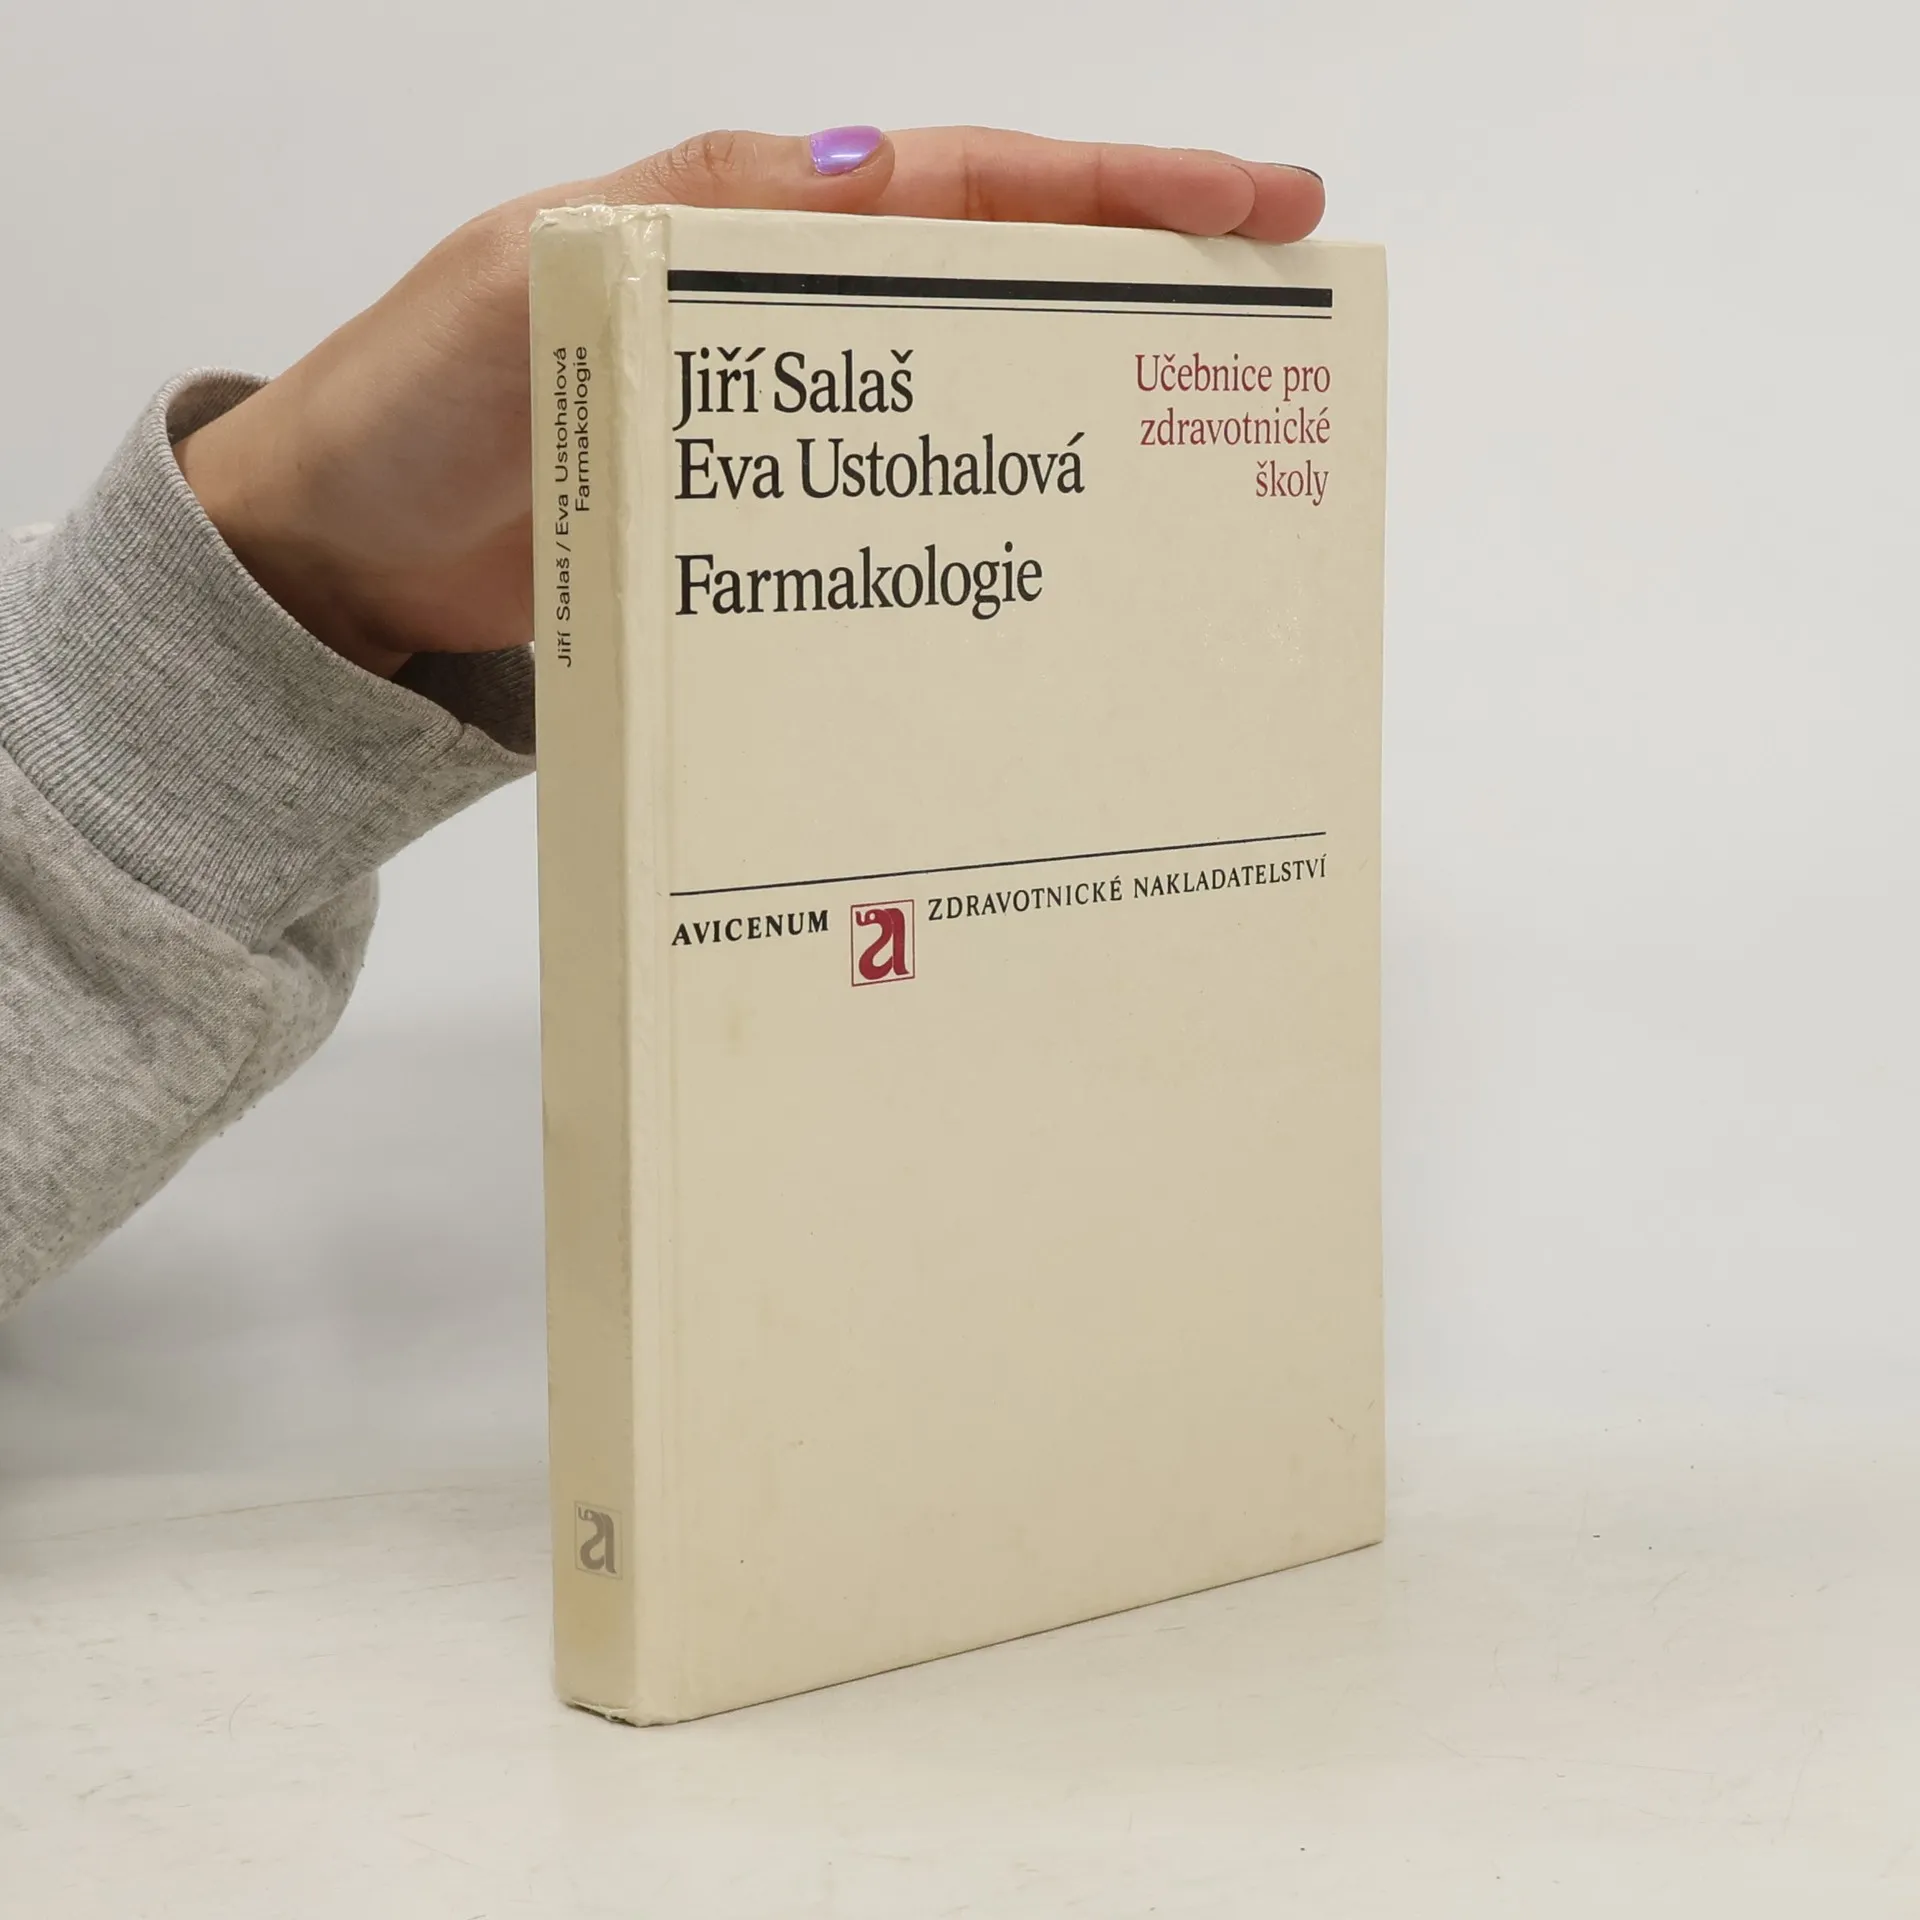 Jiří Salaš / Eva Ustohalová
Farmakologie
Jiří Salaš
Eva Ustohalová
Farmakologie
Učebnice pro
zdravotnické
školy
AVICENUM a ZDRAVOTNICKÉ NAKLADATELSTVÍ
a